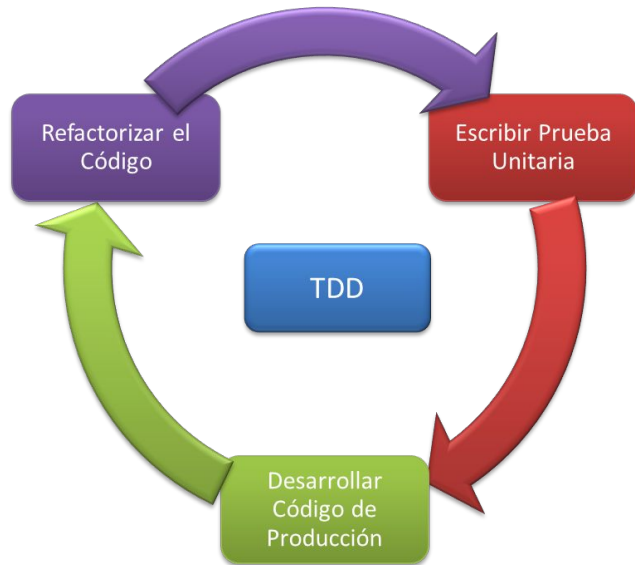 Refactorizar el
Código
Escribir Prueba
Unitaria
TDD
Desarrollar
Código de
Producción